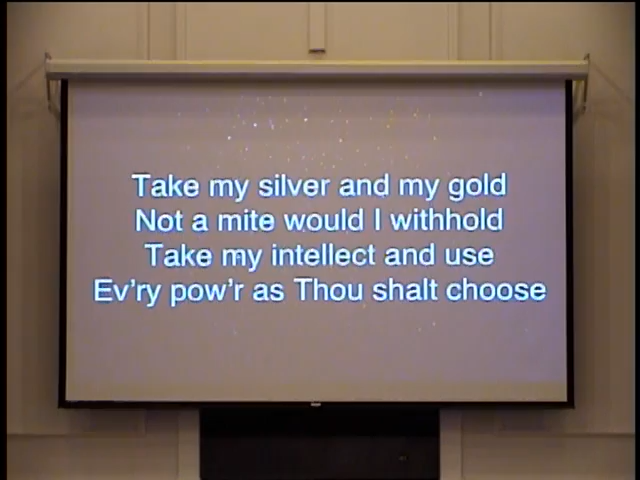 Take my silver and my gold
Not a mite would I withhold
Take my intellect and use
Ev'ry pow'r as Thou shalt choose